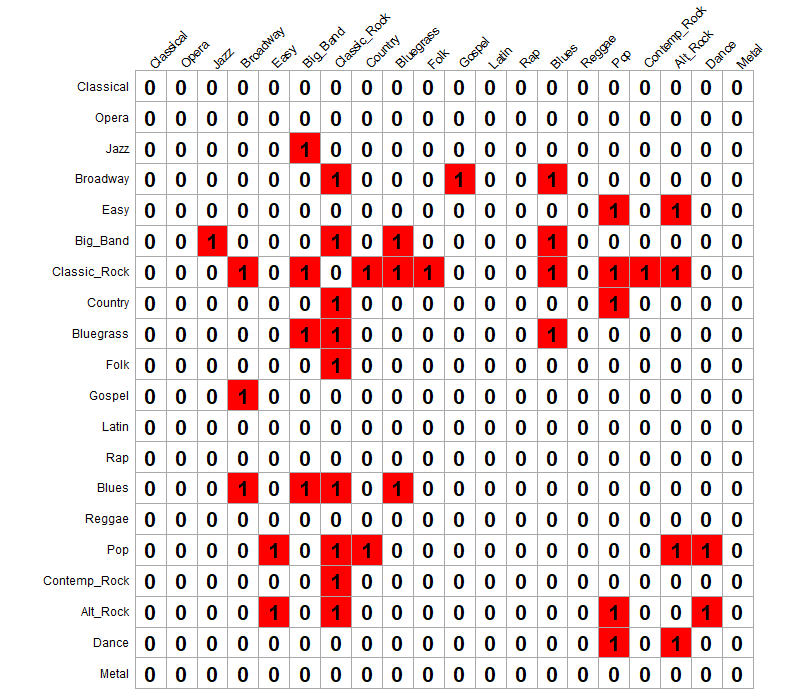 Classical Opera Jazz Broadway Easy Big_Band Classic_Rock Country Bluegrass Folk Gospel Latin Rap Blues Reggae Pop Contemp_Rock Alt_Rock Dance Metal
Classical 0 0 0 0 0 0 0 0 0 0 0 0 0 0 0 0 0 0 0 0
Opera 0 0 0 0 0 0 0 0 0 0 0 0 0 0 0 0 0 0 0 0
Jazz 0 0 0 0 0 1 0 0 0 0 0 0 0 0 0 0 0 0 0 0
Broadway 0 0 0 0 0 0 1 0 0 0 1 0 0 1 0 0 0 0 0 0
Easy 0 0 0 0 0 0 0 0 0 0 0 0 0 0 0 1 0 1 0 0
Big_Band 0 0 1 0 0 0 1 0 1 0 0 0 0 1 0 0 0 0 0 0
Classic_Rock 0 0 0 1 0 1 0 1 1 1 0 0 0 1 0 1 1 1 0 0
Country 0 0 0 0 0 0 1 0 0 0 0 0 0 0 0 1 0 0 0 0
Bluegrass 0 0 0 0 0 1 1 0 0 0 0 0 0 1 0 0 0 0 0 0
Folk 0 0 0 0 0 0 1 0 0 0 0 0 0 0 0 0 0 0 0 0
Gospel 0 0 0 1 0 0 0 0 0 0 0 0 0 0 0 0 0 0 0 0
Latin 0 0 0 0 0 0 0 0 0 0 0 0 0 0 0 0 0 0 0 0
Rap 0 0 0 0 0 0 0 0 0 0 0 0 0 0 0 0 0 0 0 0
Blues 0 0 0 1 0 1 1 0 1 0 0 0 0 0 0 0 0 0 0 0
Reggae 0 0 0 0 0 0 0 0 0 0 0 0 0 0 0 0 0 0 0 0
Pop 0 0 0 0 1 0 1 1 0 0 0 0 0 0 0 0 0 1 1 0
Contemp_Rock 0 0 0 0 0 0 1 0 0 0 0 0 0 0 0 0 0 0 0 0
Alt_Rock 0 0 0 0 1 0 1 0 0 0 0 0 0 0 0 1 0 0 1 0
Dance 0 0 0 0 0 0 0 0 0 0 0 0 0 0 0 1 0 1 0 0
Metal 0 0 0 0 0 0 0 0 0 0 0 0 0 0 0 0 0 0 0 0